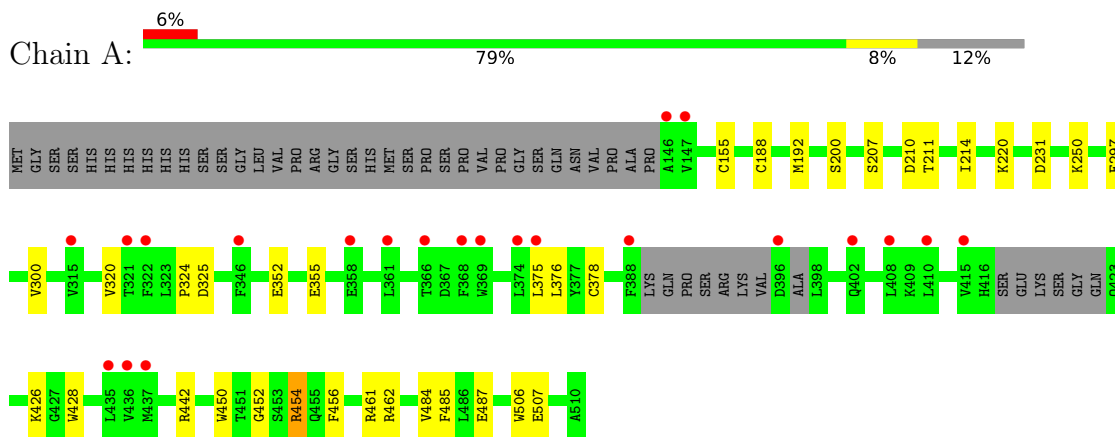 6%
Chain A:
79% 8% 12%
MET GLY SER SER HIS HIS HIS HIS HIS HIS SER SER GLY LEU VAL PRO ARG GLY SER HIS MET SER PRO SER PRO VAL PRO GLY SER GLN ASN VAL PRO ALA PRO A146 V147 C155 C188 M192 S200 S207 D210 T211 I214 K220 D231 K250 E297
V300 V315 V320 T321 F322 L323 P324 D325 F346 E352 E355 E358 L361 T366 D367 F368 W369 L374 L375 L376 Y377 C378 F388 LYS GLN PRO SER ARG LYS VAL D396 ALA L398 Q402 L408 K409 L410 V415 H416 SER GLU LYS SER GLY GLN
K426 G427 W428 L435 V436 M437 R442 W450 T451 G452 S453 R454 Q455 F456 R461 R462 V484 F485 L486 E487 W506 E507 A510